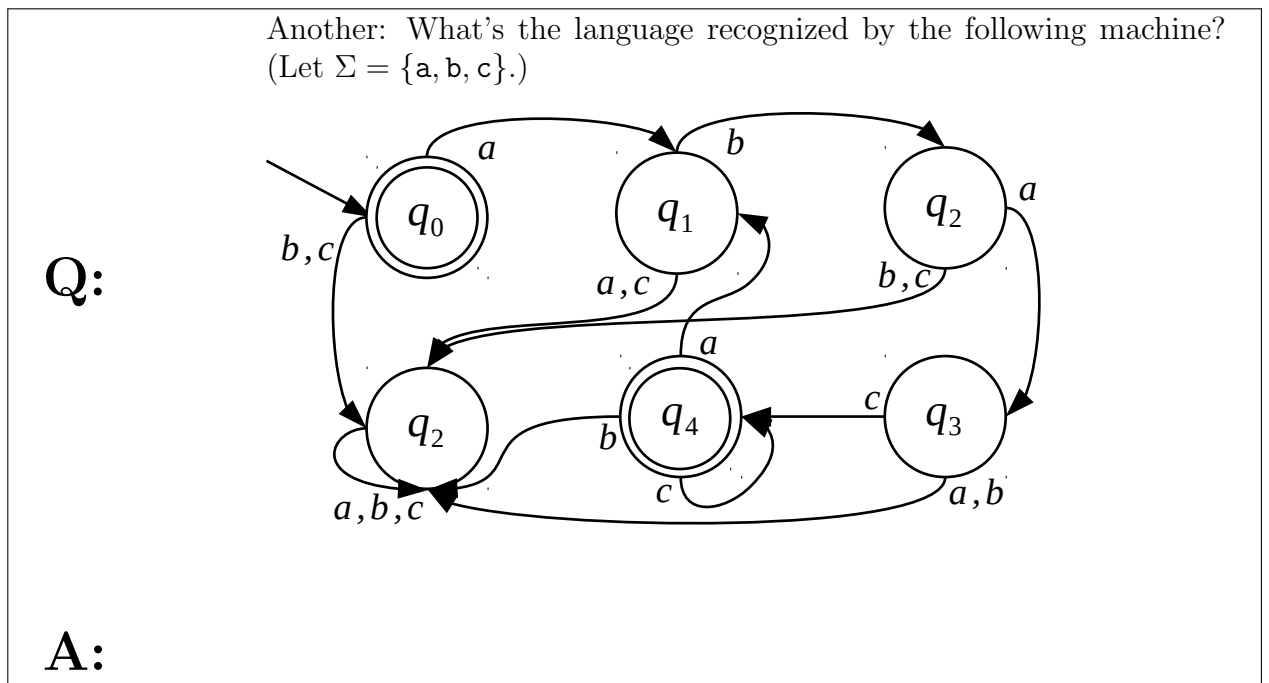 Another: What's the language recognized by the following machine?
(Let Σ = {a, b, c}.)
a
b
q0
q1
q2
a
b,c
Q:
a,c
b,c
a
q2
b
q4
c
q3
a,b,c
c
a,b
A: